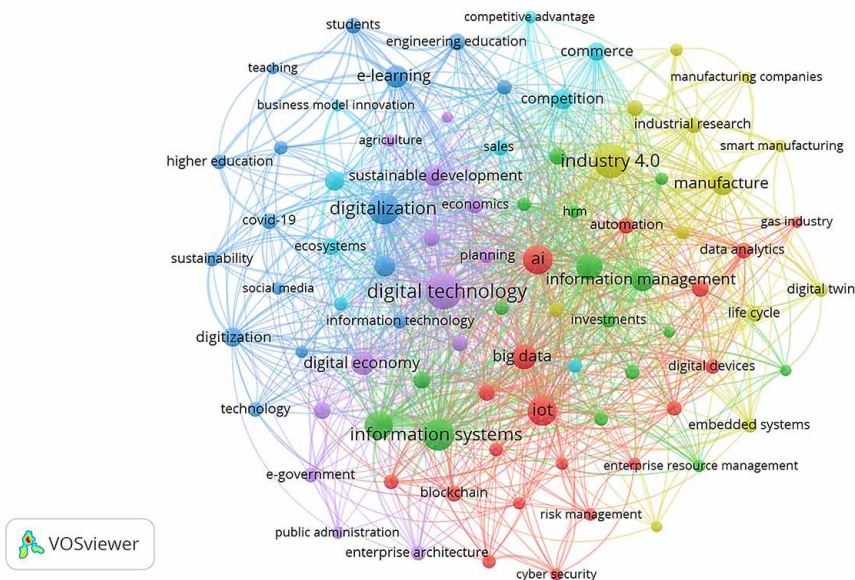 competitive advantage
students
engineering education
commerce
teaching
e-learning
manufacturing companies
business model innovation
competition
industrial research
agriculture
sales
smart manufacturing
higher education
industry 4.0
sustainable development
manufacture
digitalization
economics
hrm
covid-19
automation
gas industry
ecosystems
data analytics
sustainability
planning
ai
information management
social media
digital technology
digital twin
information technology
investments
life cycle
digitization
digital economy
big data
digital devices
technology
iot
embedded systems
information systems
enterprise resource management
e-government
blockchain
risk management
public administration
enterprise architecture
cyber security
VOSviewer